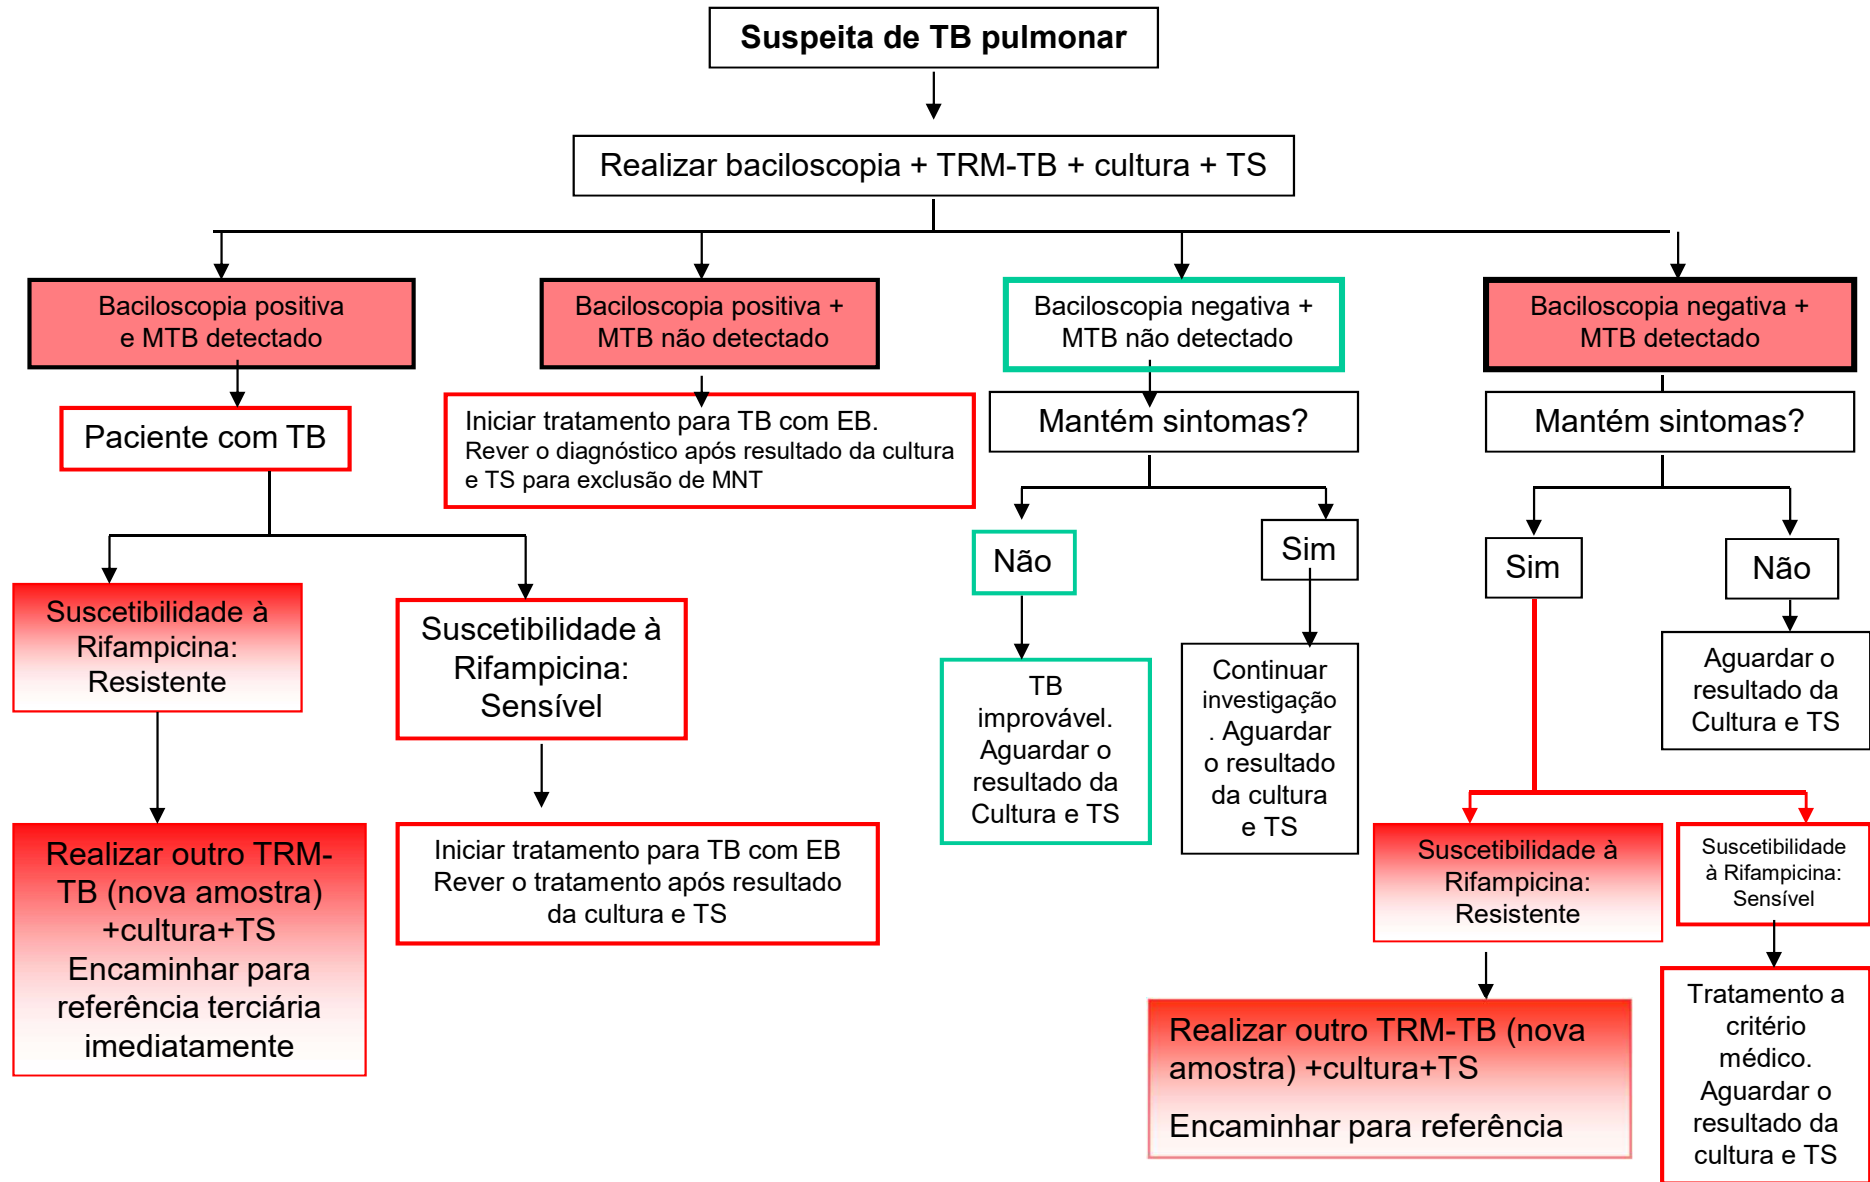 Suspeita de TB pulmonar
Realizar baciloscopia + TRM-TB + cultura + TS
Baciloscopia positiva
e MTB detectado
Baciloscopia positiva +
MTB não detectado
Baciloscopia negativa +
MTB não detectado
Baciloscopia negativa +
MTB detectado
Paciente com TB
Iniciar tratamento para TB com EB.
Rever o diagnóstico após resultado da cultura
e TS para exclusão de MNT
Mantém sintomas?
Mantém sintomas?
Não
Sim
Sim
Não
Suscetibilidade à
Rifampicina:
Resistente
Suscetibilidade à
Rifampicina:
Sensível
TB
improvável.
Aguardar o
resultado da
Cultura e TS
Continuar
investigação
. Aguardar
o resultado
da cultura
e TS
Aguardar o
resultado da
Cultura e TS
Realizar outro TRM-
TB (nova amostra)
+cultura+TS
Encaminhar para
referência terciária
imediatamente
Iniciar tratamento para TB com EB
Rever o tratamento após resultado
da cultura e TS
Suscetibilidade à
Rifampicina:
Resistente
Suscetibilidade
à Rifampicina:
Sensível
Realizar outro TRM-TB (nova
amostra) +cultura+TS
Encaminhar para referência
Tratamento a
critério
médico.
Aguardar o
resultado da
cultura e TS